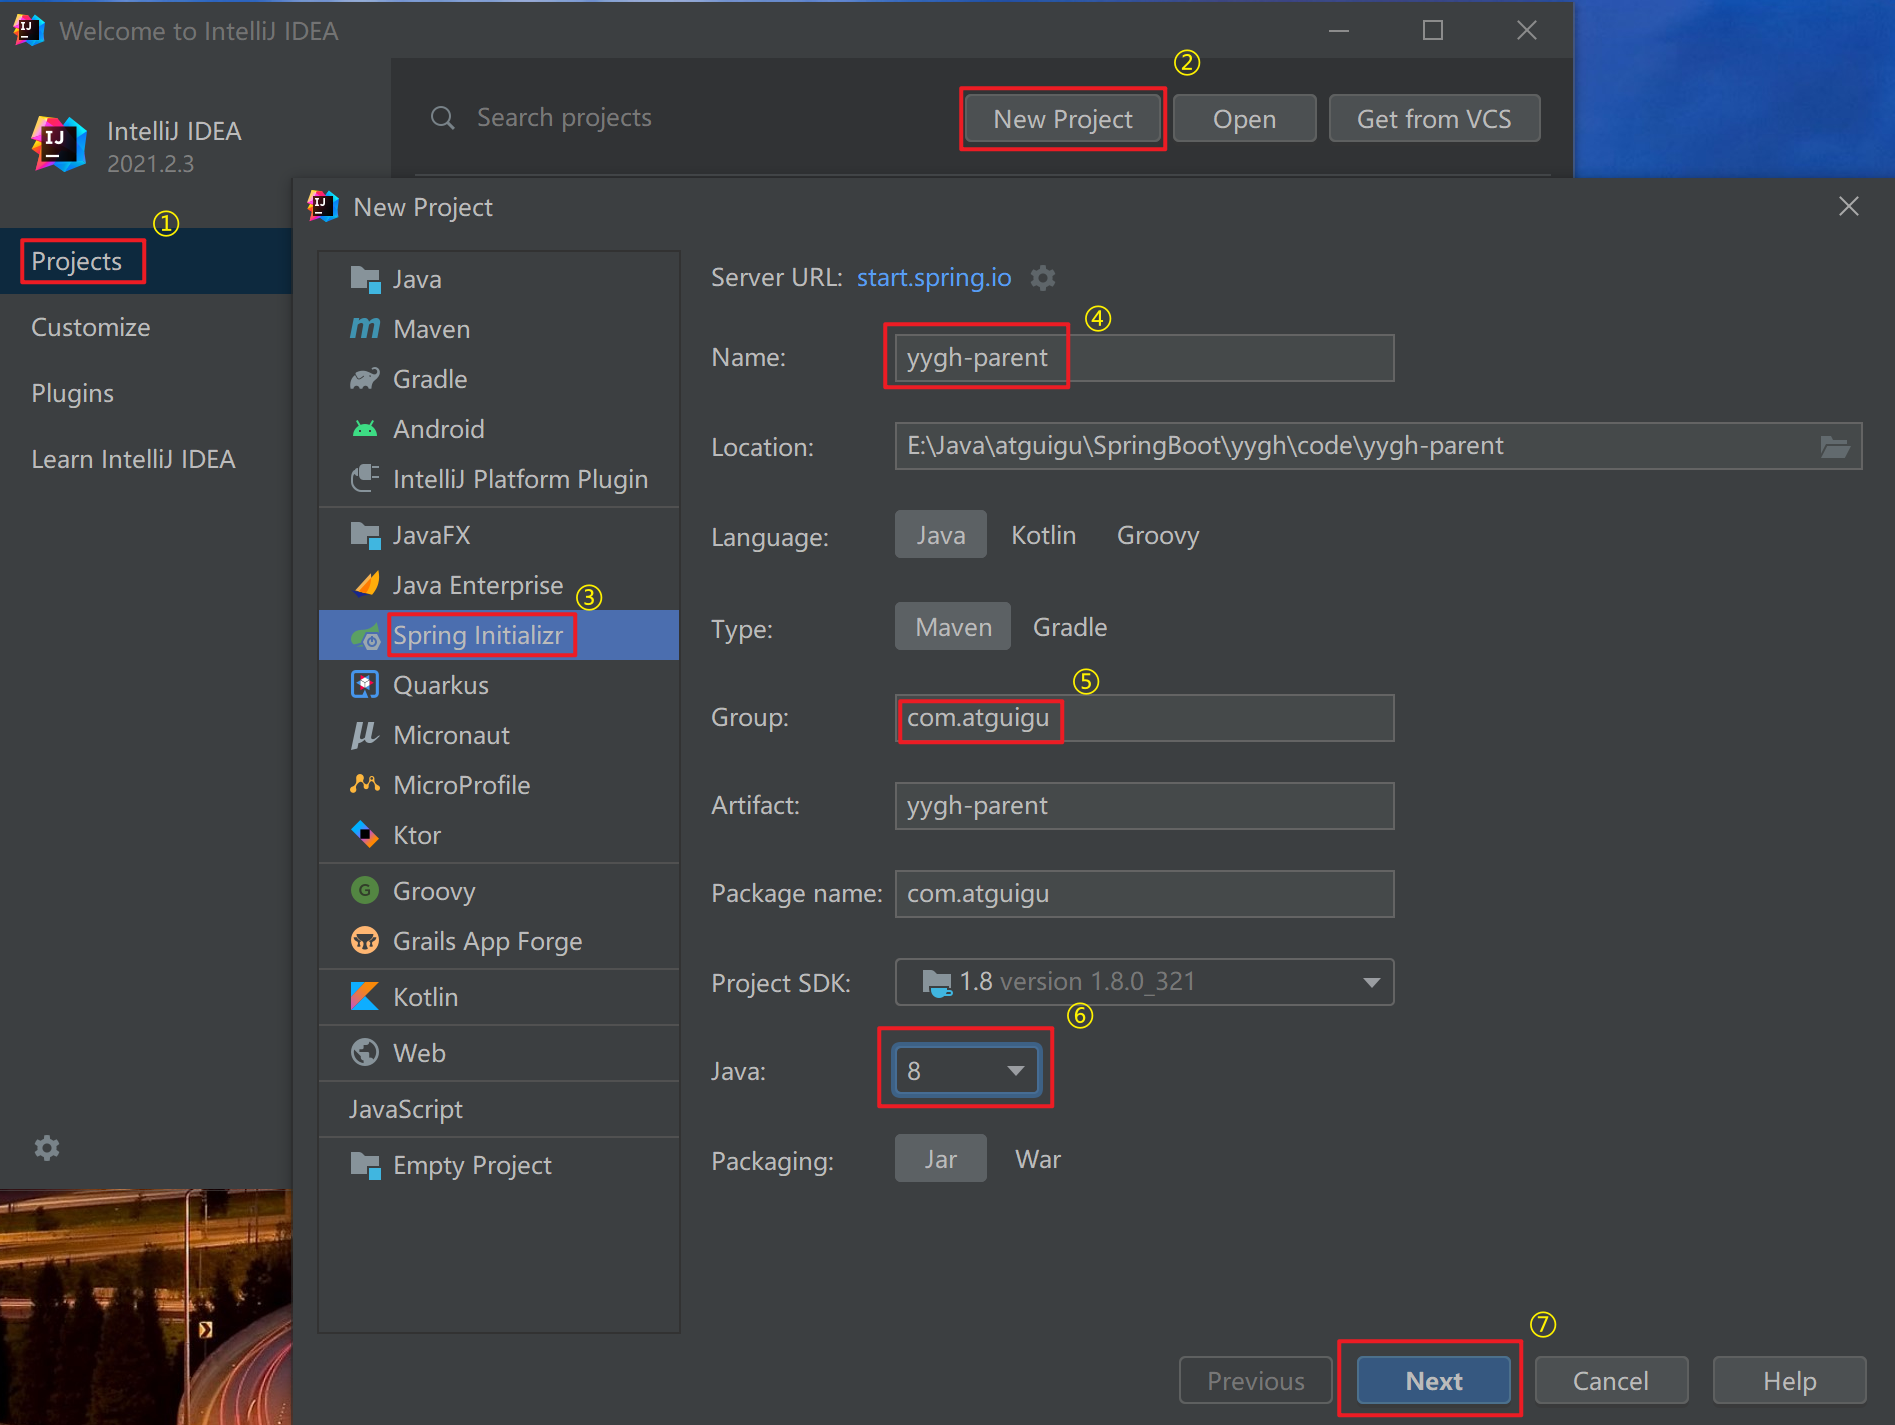 Welcome to IntelliJ IDEA
②
IntelliJ IDEA
2021.2.3
Search projects
New Project
Open
Get from VCS
①
Projects
Customize
Plugins
Learn IntelliJ IDEA
New Project
Java
Maven
Gradle
Android
IntelliJ Platform Plugin
JavaFX
Java Enterprise
③
Spring Initializr
Quarkus
Micronaut
MicroProfile
Ktor
Groovy
Grails App Forge
Kotlin
Web
JavaScript
Empty Project
Server URL: start.spring.io
④
Name: yygh-parent
Location: E:\Java\atguigu\SpringBoot\yygh\code\yygh-parent
Language: Java Kotlin Groovy
Type: Maven Gradle
⑤
Group: com.atguigu
Artifact: yygh-parent
Package name: com.atguigu
Project SDK: 1.8 version 1.8.0_321
⑥
Java: 8
Packaging: Jar War
⑦
Previous
Next
Cancel
Help